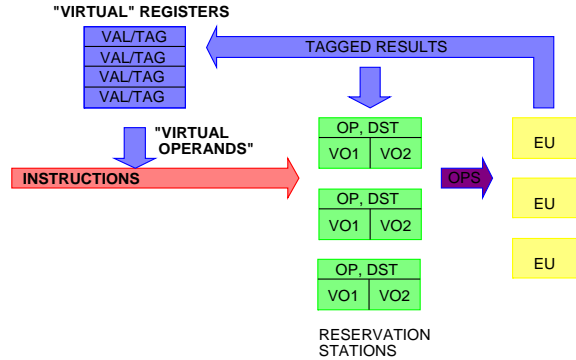 "VIRTUAL" REGISTERS
VAL/TAG
VAL/TAG
VAL/TAG
VAL/TAG
TAGGED RESULTS
"VIRTUAL
OPERANDS"
INSTRUCTIONS
OP, DST
VO1 VO2
OPS
EU
OP, DST
VO1 VO2
EU
OP, DST
VO1 VO2
EU
RESERVATION
STATIONS